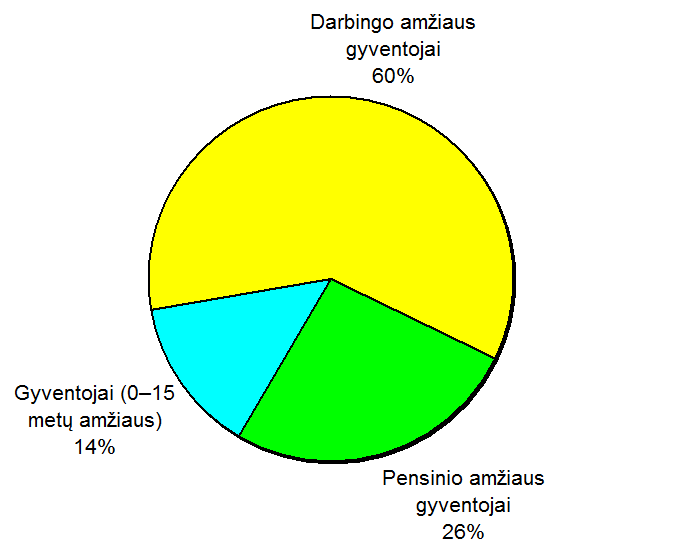 Darbingo amžiaus
gyventojai
60%
Gyventojai (0–15
metų amžiaus)
14%
Pensinio amžiaus
gyventojai
26%